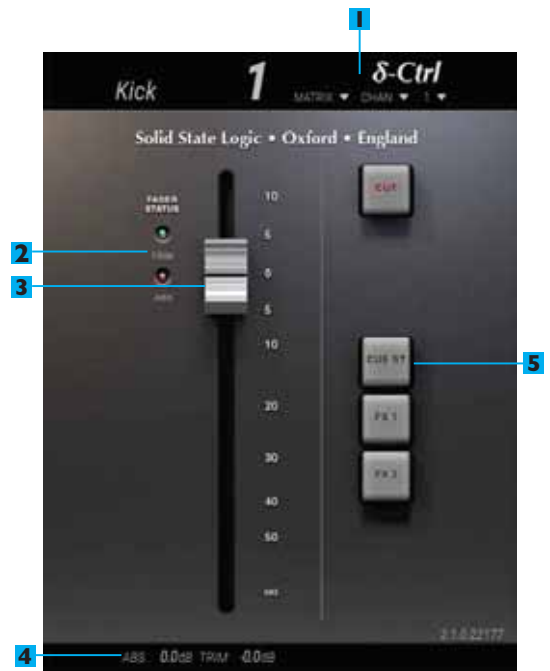 1
Kick 1 δ-Ctrl
MATRIX ▼ CHAN ▼ 1 ▼
Solid State Logic • Oxford • England
CUT
FADER
STATUS
TRIM
ABS
2
3
10
5
0
5
10
20
30
40
50
CUE ST
FX 1
FX 2
5
2.1.0.22177
4
ABS 0.0dB TRIM -0.0dB